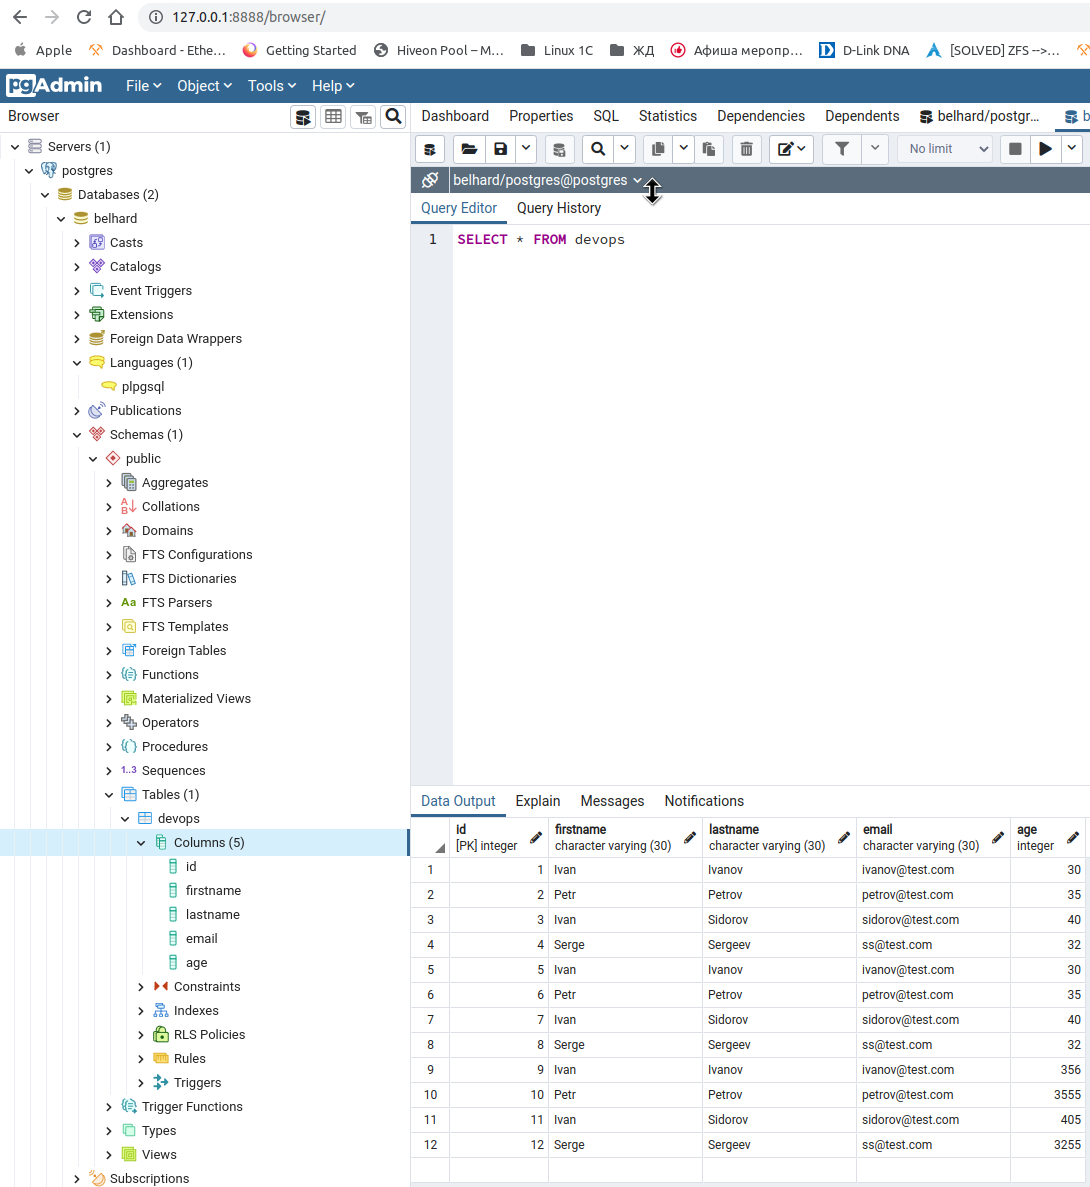 127.0.0.1:8888/browser/
Apple Dashboard - Ethe... Getting Started Hiveon Pool – M... Linux 1C ЖД Афиша меропр... D-Link DNA [SOLVED] ZFS -->...
pgAdmin File Object Tools Help
Browser
Dashboard Properties SQL Statistics Dependencies Dependents belhard/postgr... b
No limit
belhard/postgres@postgres
Query Editor Query History
1 SELECT * FROM devops
Servers (1)
postgres
Databases (2)
belhard
Casts
Catalogs
Event Triggers
Extensions
Foreign Data Wrappers
Languages (1)
plpgsql
Publications
Schemas (1)
public
Aggregates
Collations
Domains
FTS Configurations
FTS Dictionaries
Aa FTS Parsers
FTS Templates
Foreign Tables
Functions
Materialized Views
Operators
Procedures
1..3 Sequences
Tables (1)
devops
Columns (5)
id
firstname
lastname
email
age
Constraints
Indexes
RLS Policies
Rules
Triggers
Trigger Functions
Types
Views
Subscriptions
Data Output Explain Messages Notifications
id firstname lastname email age
[PK] integer character varying (30) character varying (30) character varying (30) integer
1 1 Ivan Ivanov ivanov@test.com 30
2 2 Petr Petrov petrov@test.com 35
3 3 Ivan Sidorov sidorov@test.com 40
4 4 Serge Sergeev ss@test.com 32
5 5 Ivan Ivanov ivanov@test.com 30
6 6 Petr Petrov petrov@test.com 35
7 7 Ivan Sidorov sidorov@test.com 40
8 8 Serge Sergeev ss@test.com 32
9 9 Ivan Ivanov ivanov@test.com 356
10 10 Petr Petrov petrov@test.com 3555
11 11 Ivan Sidorov sidorov@test.com 405
12 12 Serge Sergeev ss@test.com 3255